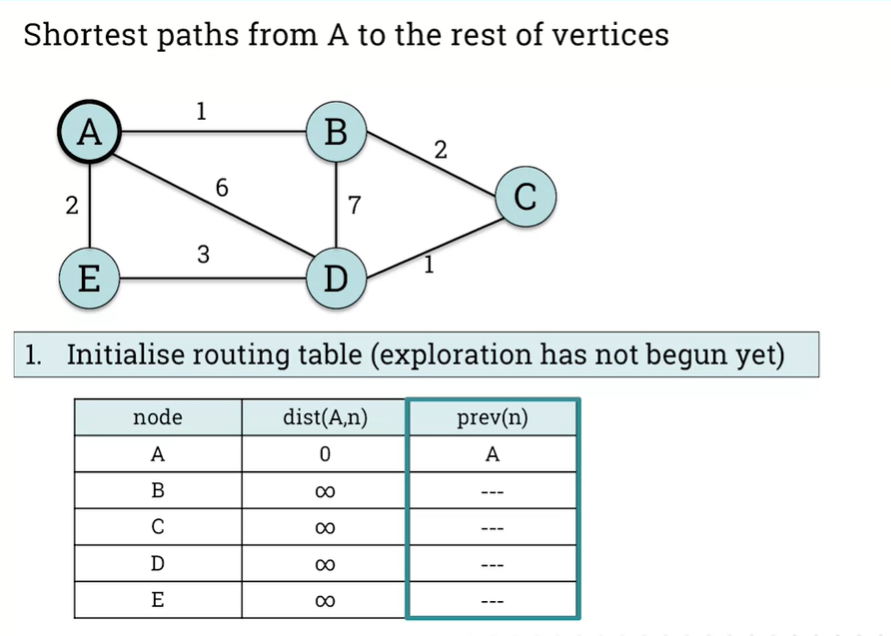 Shortest paths from A to the rest of vertices
1
A
B
2
6
C
2
7
3
1
E
D
1. Initialise routing table (exploration has not begun yet)
node dist(A,n) prev(n)
A 0 A
B ∞ ---
C ∞ ---
D ∞ ---
E ∞ ---